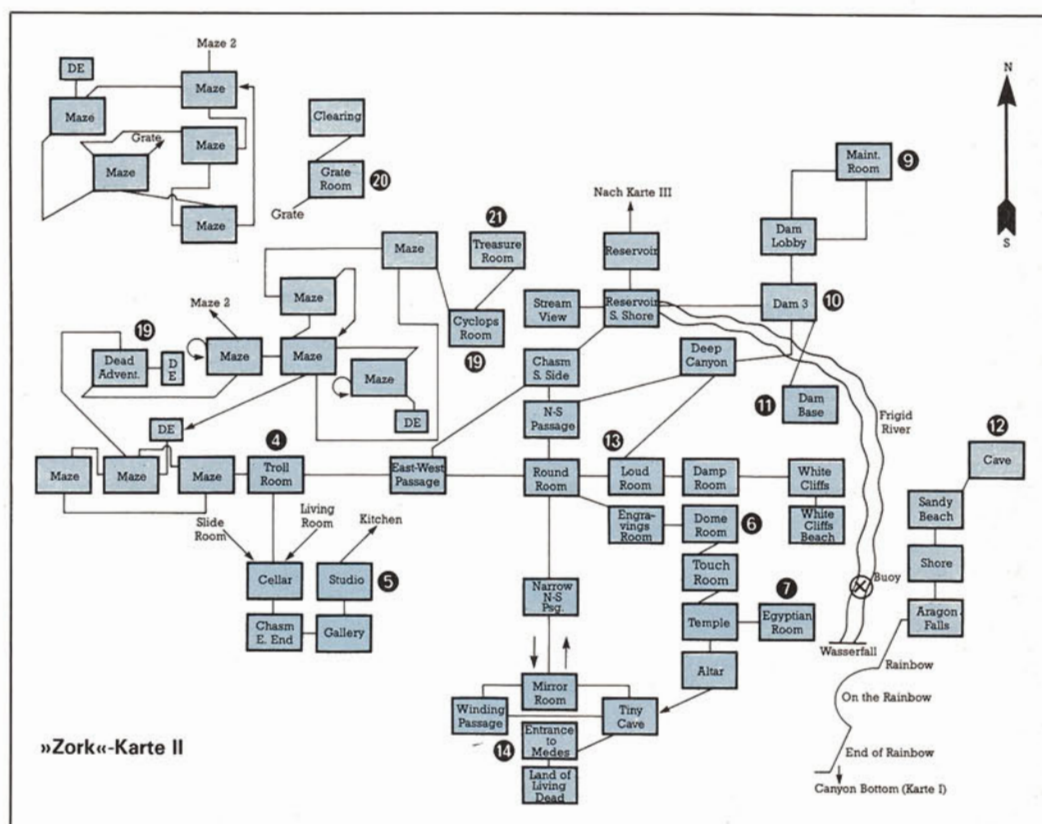 Maze 2
DE
Maze
Maze
Grate
Maze
Maze
Maze
Clearing
Grate
Room
20
Grate
N
S
Maint.
Room
9
Nach Karte III
Dam
Lobby
Reservoir
21
Treasure
Room
Maze
Maze
Stream
View
Reservoir
S. Shore
Dam 3
10
Cyclops
Room
19
Maze 2
19
Dead
Advent.
D
E
Maze
Maze
Maze
DE
Chasm
S. Side
Deep
Canyon
N-S
Passage
11
Dam
Base
Frigid
River
12
Cave
DE
4
13
Maze
Maze
Maze
Troll
Room
East-West
Passage
Round
Room
Loud
Room
Damp
Room
White
Cliffs
Slide
Room
Living
Room
Kitchen
Engra-
vings
Room
Dome
Room
6
White
Cliffs
Beach
Sandy
Beach
Cellar
Studio
5
Touch
Room
Shore
Buoy
Narrow
N-S
Psg.
7
Chasm
E. End
Gallery
Temple
Egyptian
Room
Aragon
Falls
Wasserfall
Altar
Rainbow
Mirror
Room
On the Rainbow
Winding
Passage
Tiny
Cave
14
Entrance
to
Medes
End of Rainbow
Land of
Living
Dead
Canyon Bottom (Karte I)
»Zork«-Karte II